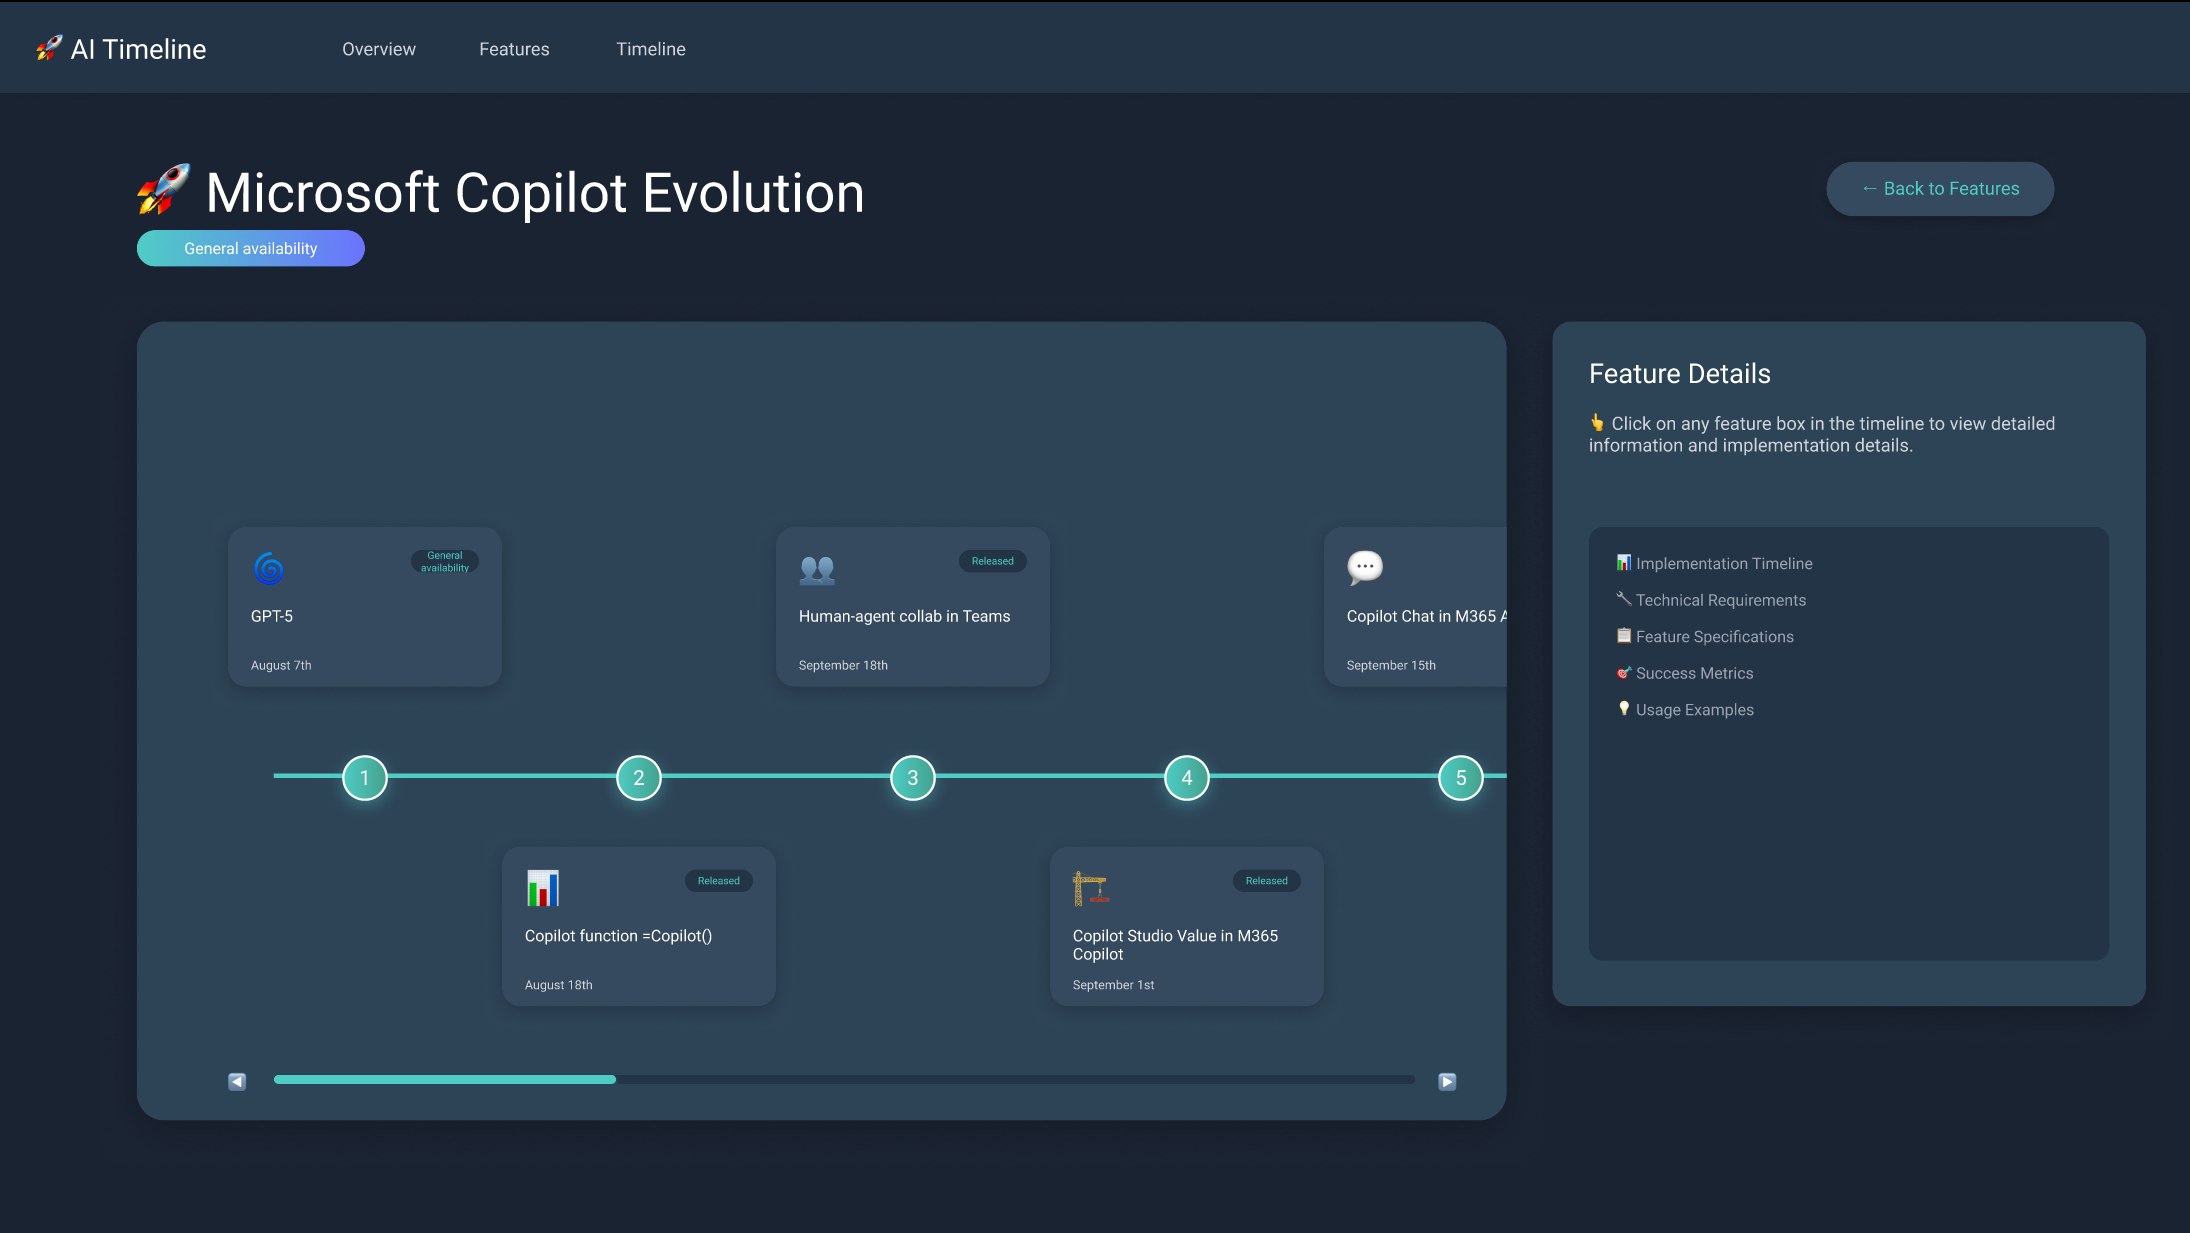 AI Timeline
Overview
Features
Timeline
Microsoft Copilot Evolution
← Back to Features
General availability
General
availability
GPT-5
August 7th
Released
Human-agent collab in Teams
September 18th
Copilot Chat in M365 A
September 15th
1
2
3
4
5
Released
Copilot function =Copilot()
August 18th
Released
Copilot Studio Value in M365
Copilot
September 1st
Feature Details
Click on any feature box in the timeline to view detailed
information and implementation details.
Implementation Timeline
Technical Requirements
Feature Specifications
Success Metrics
Usage Examples